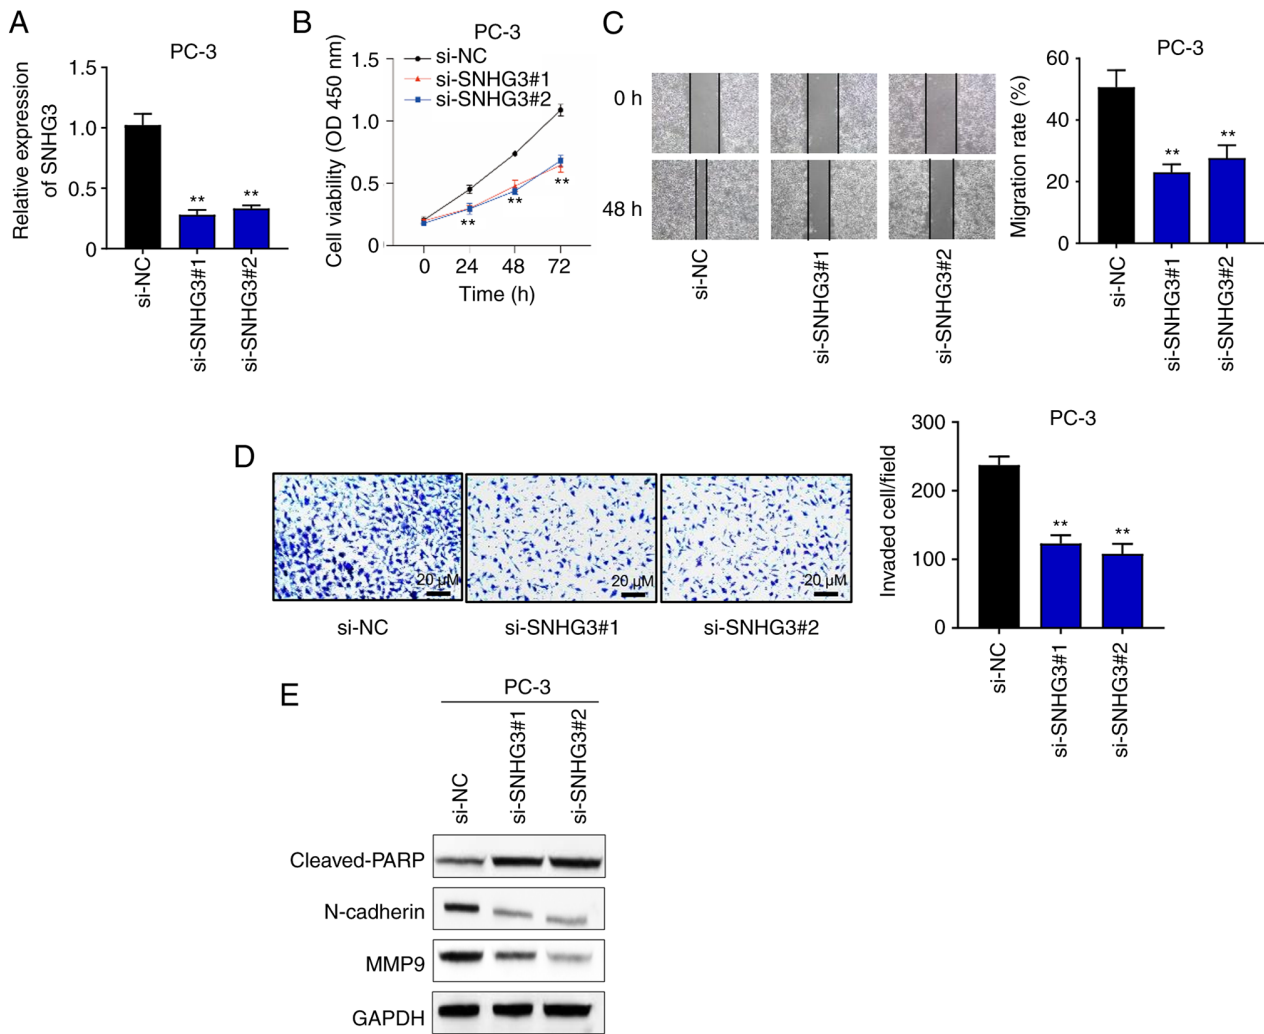 A
PC-3
Relative expression
of SNHG3
1.5
1.0
0.5
0
**
**
si-NC
si-SNHG3#1
si-SNHG3#2
B
PC-3
si-NC
si-SNHG3#1
si-SNHG3#2
Cell viability (OD 450 nm)
1.5
1.0
0.5
0
**
**
**
0 24 48 72
Time (h)
C
0 h
48 h
si-NC
si-SNHG3#1
si-SNHG3#2
PC-3
Migration rate (%)
60
40
20
0
**
**
si-NC
si-SNHG3#1
si-SNHG3#2
D
20 µM
20 µM
20 µM
si-NC
si-SNHG3#1
si-SNHG3#2
PC-3
Invaded cell/field
300
200
100
0
**
**
si-NC
si-SNHG3#1
si-SNHG3#2
E
PC-3
si-NC
si-SNHG3#1
si-SNHG3#2
Cleaved-PARP
N-cadherin
MMP9
GAPDH